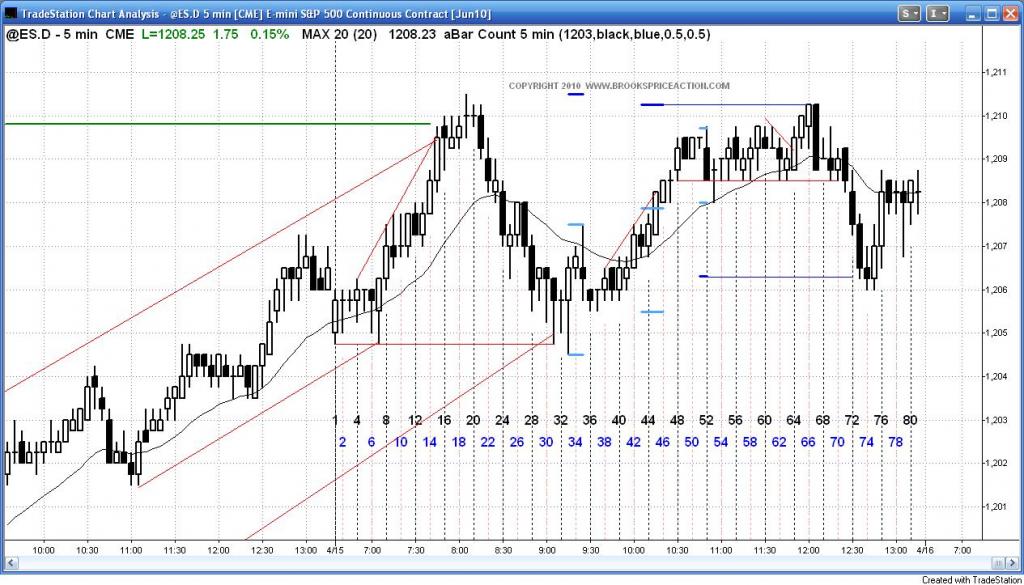 TradeStation Chart Analysis - @ES.D 5 min [CME] E-mini S&P 500 Continuous Contract [Jun10]
S I
@ES.D - 5 min CME L=1208.25 1.75 0.15% MAX 20 (20) 1208.23 aBar Count 5 min (1203,black,blue,0.5,0.5)
COPYRIGHT 2010 WWW.BROOKSPRICEACTION.COM
1,211
1,210
1,209
1,208
1,207
1,206
1,205
1,204
1,203
1,202
1,201
1 4 8 12 16 20 24 28 32 36 40 44 48 52 56 60 64 68 72 76 80
2 6 10 14 18 22 26 30 34 38 42 46 50 54 58 62 66 70 74 78
10:00 10:30 11:00 11:30 12:00 12:30 13:00 4/15 7:00 7:30 8:00 8:30 9:00 9:30 10:00 10:30 11:00 11:30 12:00 12:30 13:00 4/16 7:00
Created with TradeStation